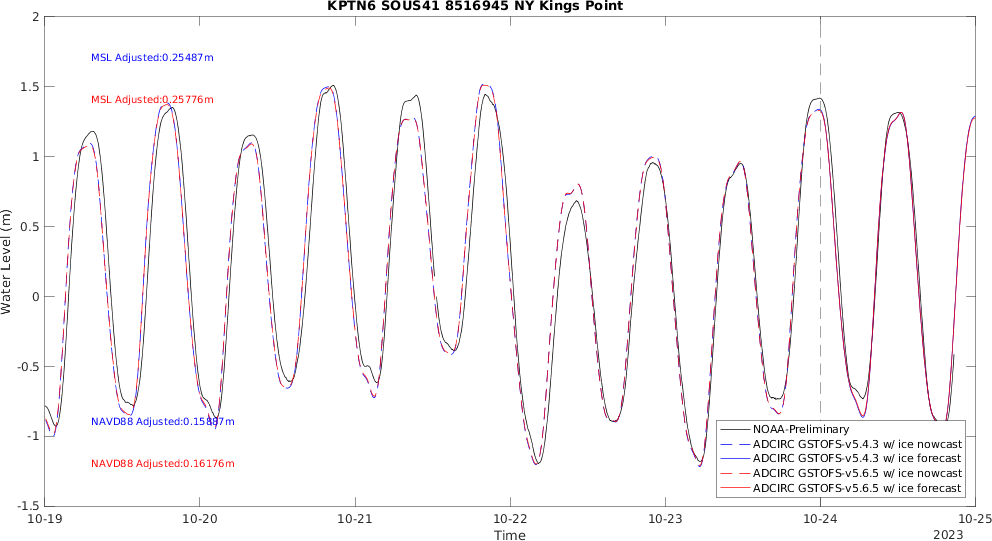 KPTN6 SOUS41 8516945 NY Kings Point
2
MSL Adjusted:0.25487m
1.5
MSL Adjusted:0.25776m
1
0.5
Water Level (m)
0
-0.5
NAVD88 Adjusted:0.15887m
-1
NAVD88 Adjusted:0.16176m
-1.5
NOAA-Preliminary
ADCIRC GSTOFS-v5.4.3 w/ ice nowcast
ADCIRC GSTOFS-v5.4.3 w/ ice forecast
ADCIRC GSTOFS-v5.6.5 w/ ice nowcast
ADCIRC GSTOFS-v5.6.5 w/ ice forecast
10-19 10-20 10-21 10-22 10-23 10-24 10-25
Time
2023